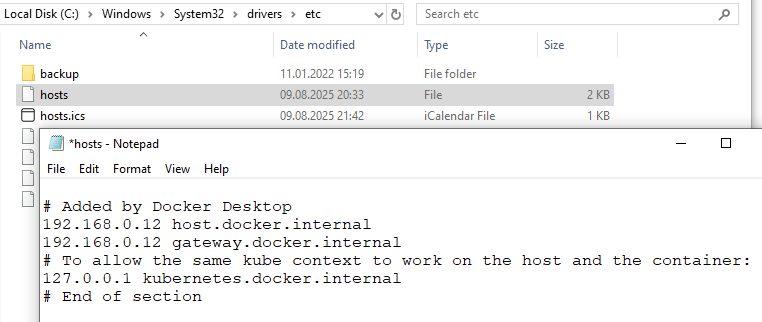 Local Disk (C:) > Windows > System32 > drivers > etc
Search etc
Name Date modified Type Size
backup 11.01.2022 15:19 File folder
hosts 09.08.2025 20:33 File 2 KB
hosts.ics 09.08.2025 21:42 iCalendar File 1 KB
*hosts - Notepad
File Edit Format View Help
# Added by Docker Desktop
192.168.0.12 host.docker.internal
192.168.0.12 gateway.docker.internal
# To allow the same kube context to work on the host and the container:
127.0.0.1 kubernetes.docker.internal
# End of section